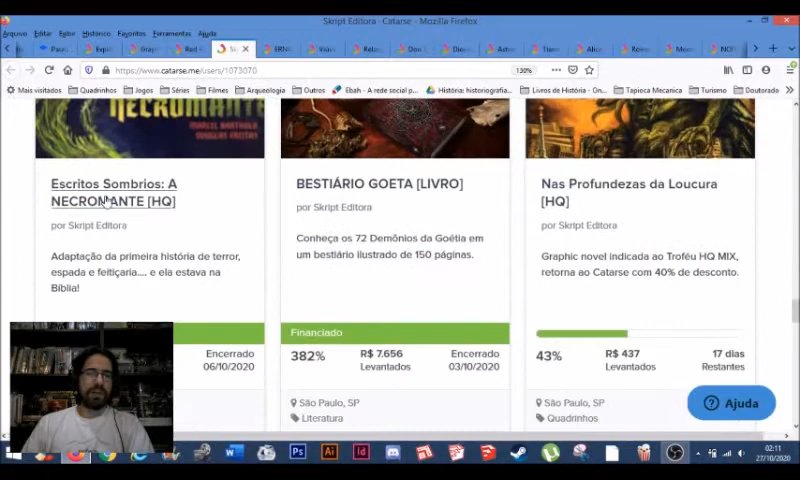 Skript Editora - Catarse - Mozilla Firefox
Arquivo Editar Exibir Histórico Favoritos Ferramentas Ajuda
https://www.catarse.me/users/1073070
130%
Mais visitados Quadrinhos Jogos Séries Filmes Arqueologia Outros Ebah - A rede social p... História: historiografia... Livros de História - On... Tapioca Mecanica Turismo Doutorado
NECROMANTE
MARCEL BARTHOLO
DOUGLAS FREITAS
Escritos Sombrios: A
NECROMANTE [HQ]
por Skript Editora
Adaptação da primeira história de terror,
espada e feitiçaria.... e ela estava na
Bíblia!
Encerrado
06/10/2020
BESTIÁRIO GOETA [LIVRO]
por Skript Editora
Conheça os 72 Demônios da Goétia em
um bestiário ilustrado de 150 páginas.
Financiado
382%
R$ 7.656
Levantados
Encerrado
03/10/2020
São Paulo, SP
Literatura
Nas Profundezas da Loucura
[HQ]
por Skript Editora
Graphic novel indicada ao Troféu HQ MIX,
retorna ao Catarse com 40% de desconto.
43%
R$ 437
Levantados
17 dias
Restantes
São Paulo, SP
Quadrinhos
Ajuda
02:11
27/10/2020